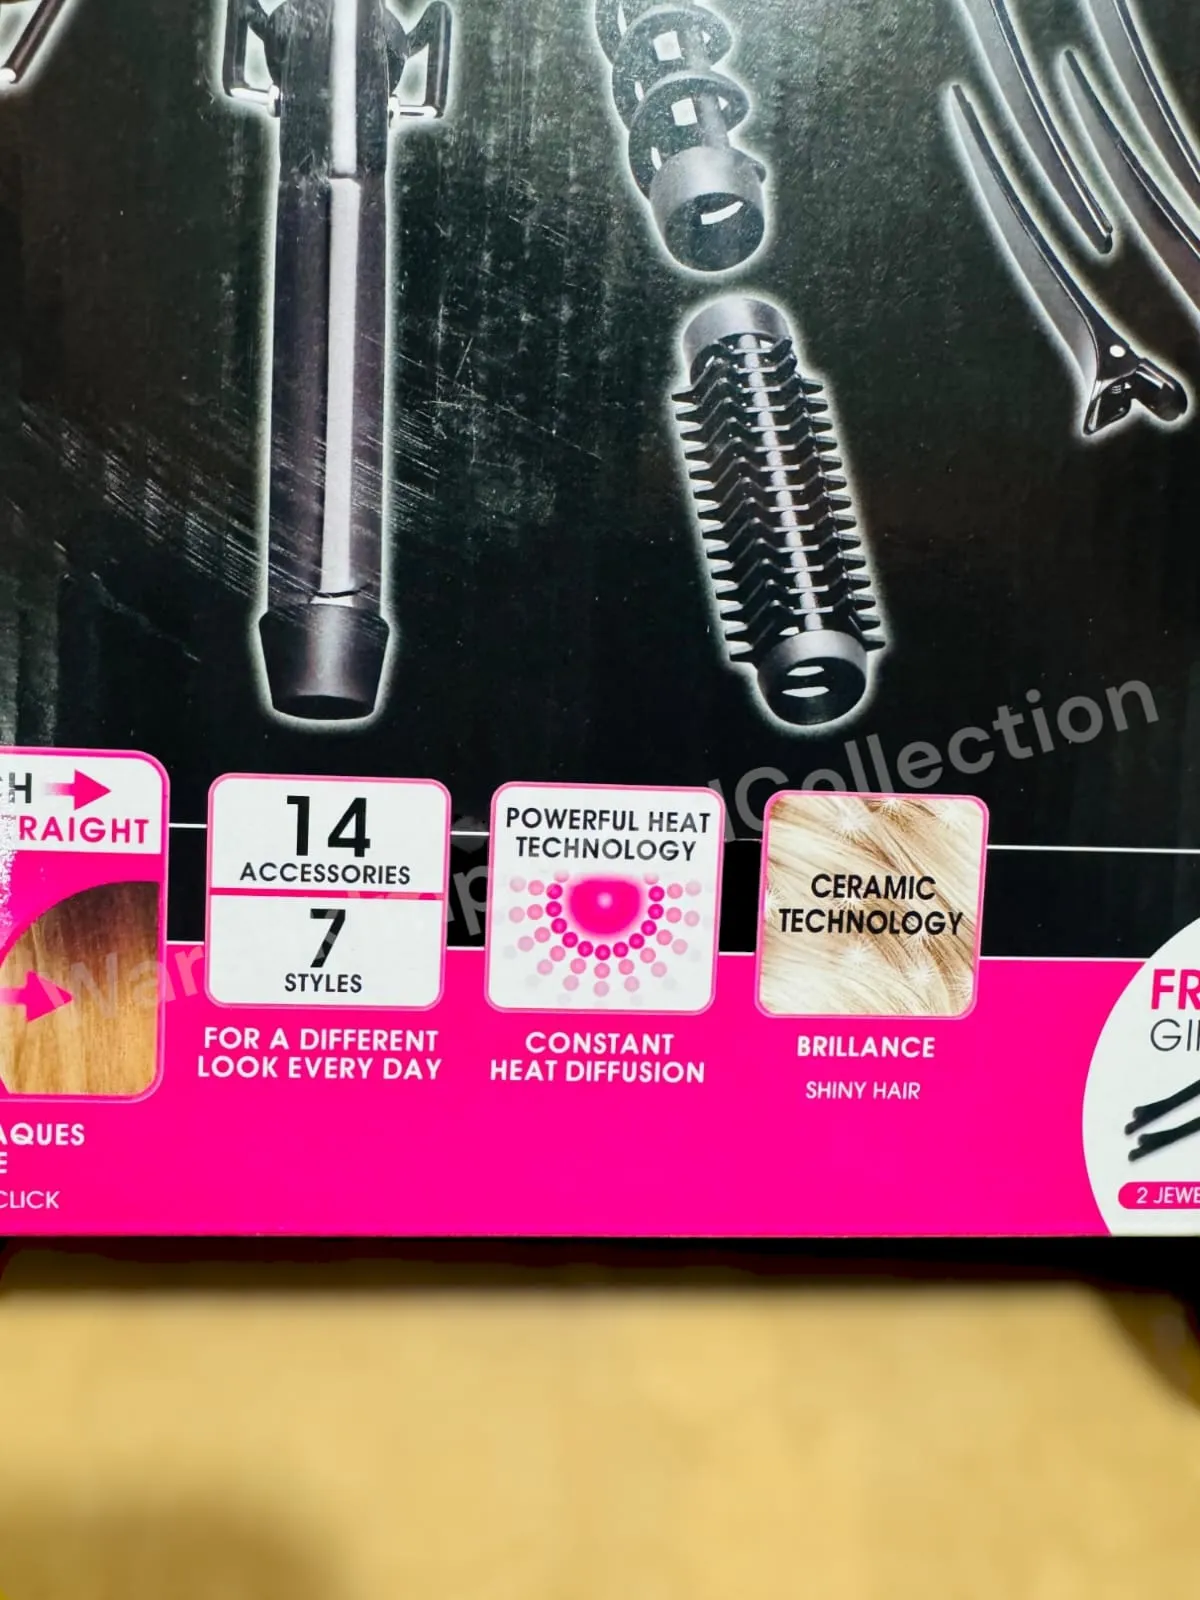 RAIGHT
14
ACCESSORIES
7
STYLES
FOR A DIFFERENT
LOOK EVERY DAY
POWERFUL HEAT
TECHNOLOGY
CONSTANT
HEAT DIFFUSION
CERAMIC
TECHNOLOGY
BRILLANCE
SHINY HAIR
AQUES
E
CLICK
FR
GI
2 JEWE
Collection